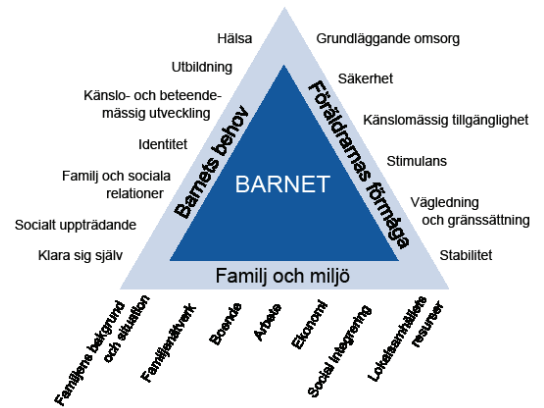 Hälsa
Utbildning
Känslo- och beteende-
mässig utveckling
Identitet
Familj och sociala
relationer
Socialt uppträdande
Klara sig själv
Barnets behov
BARNET
Föräldrarnas förmåga
Grundläggande omsorg
Säkerhet
Känslomässig tillgänglighet
Stimulans
Vägledning
och gränssättning
Stabilitet
Familj och miljö
Familjens bakgrund
och situation
Familjenätverk
Boende
Arbete
Ekonomi
Social Integrering
Lokalsamhällets
resurser